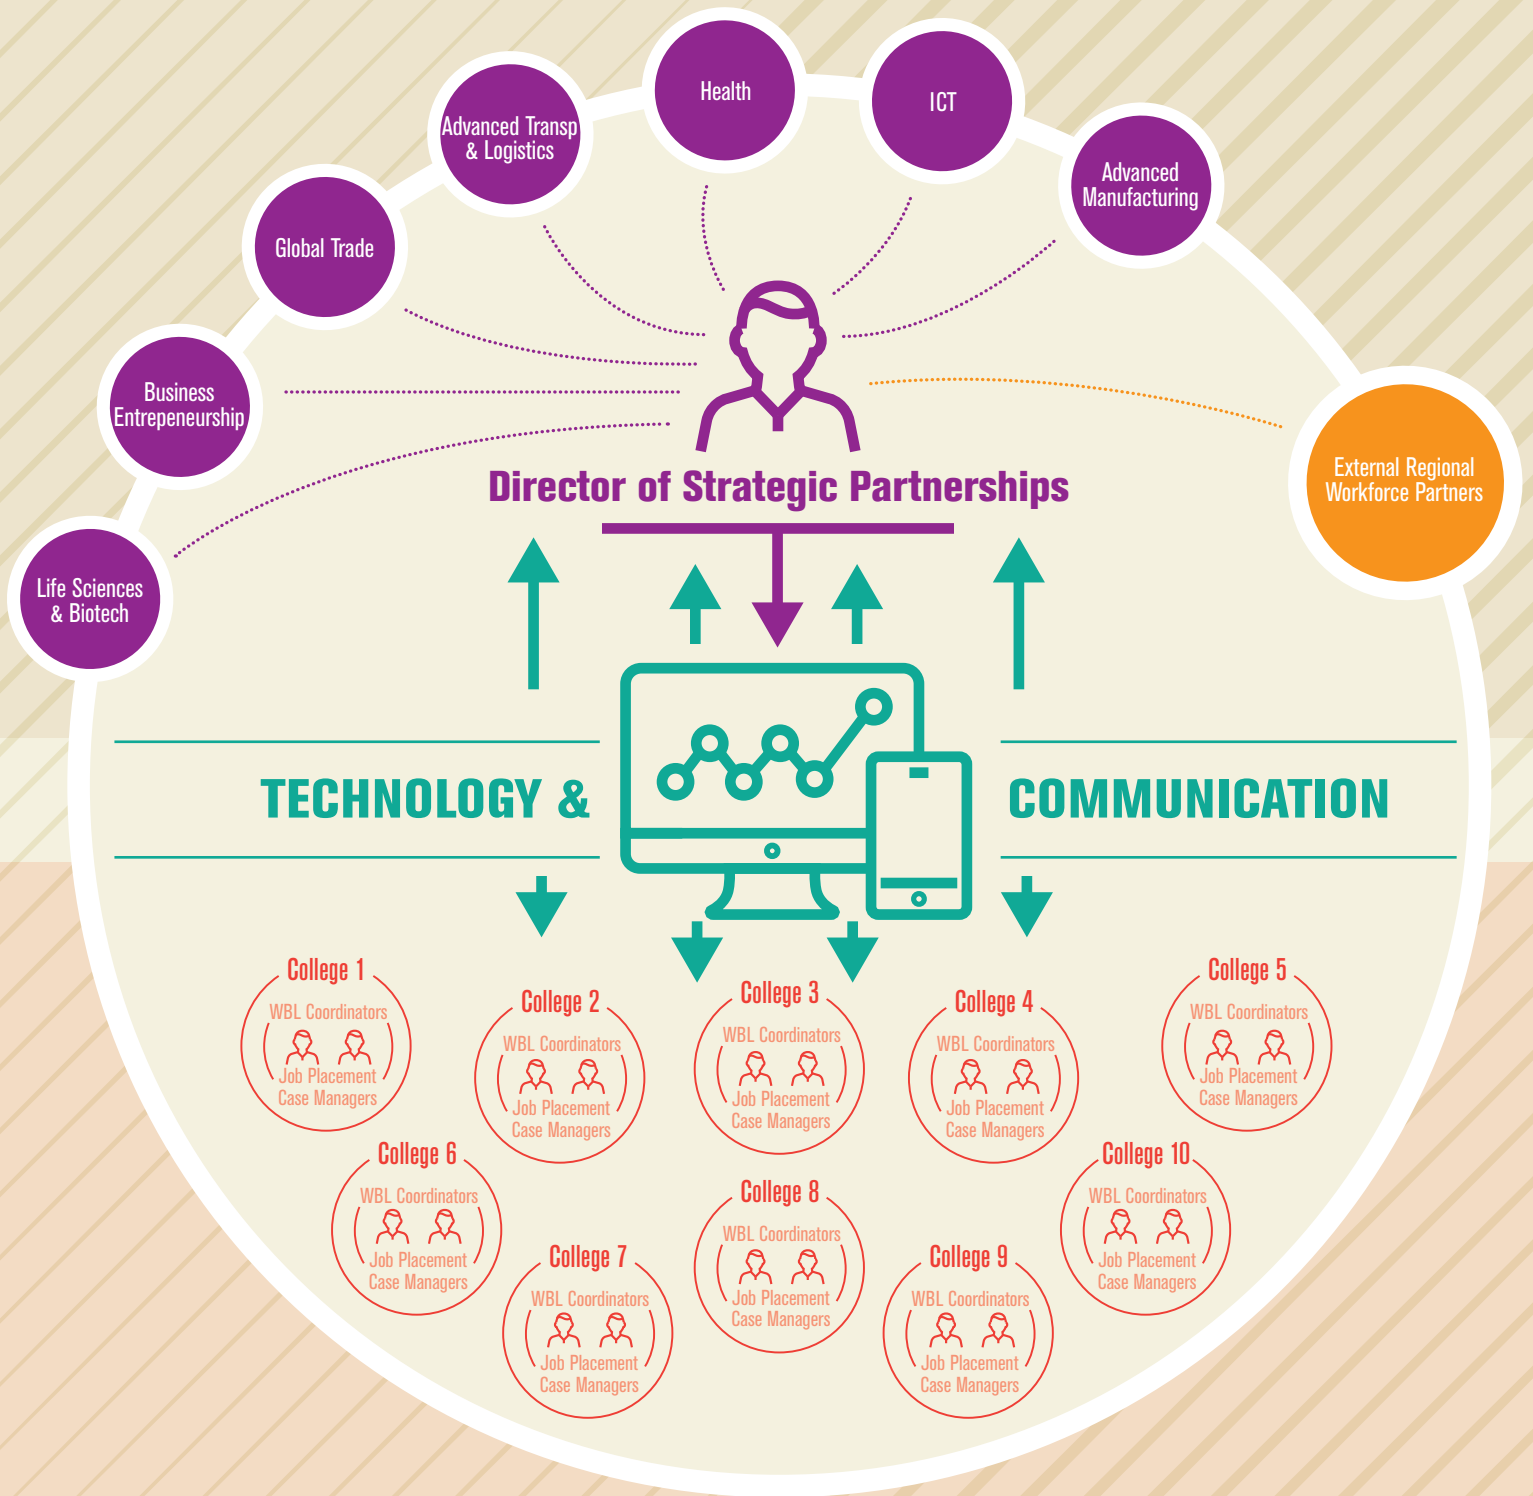 Health
ICT
Advanced Transp
& Logistics
Advanced
Manufacturing
Global Trade
Business
Entrepeneurship
External Regional
Workforce Partners
Director of Strategic Partnerships
Life Sciences
& Biotech
TECHNOLOGY &
COMMUNICATION
College 1
WBL Coordinators
Job Placement
Case Managers
College 2
WBL Coordinators
Job Placement
Case Managers
College 3
WBL Coordinators
Job Placement
Case Managers
College 4
WBL Coordinators
Job Placement
Case Managers
College 5
WBL Coordinators
Job Placement
Case Managers
College 6
WBL Coordinators
Job Placement
Case Managers
College 7
WBL Coordinators
Job Placement
Case Managers
College 8
WBL Coordinators
Job Placement
Case Managers
College 9
WBL Coordinators
Job Placement
Case Managers
College 10
WBL Coordinators
Job Placement
Case Managers